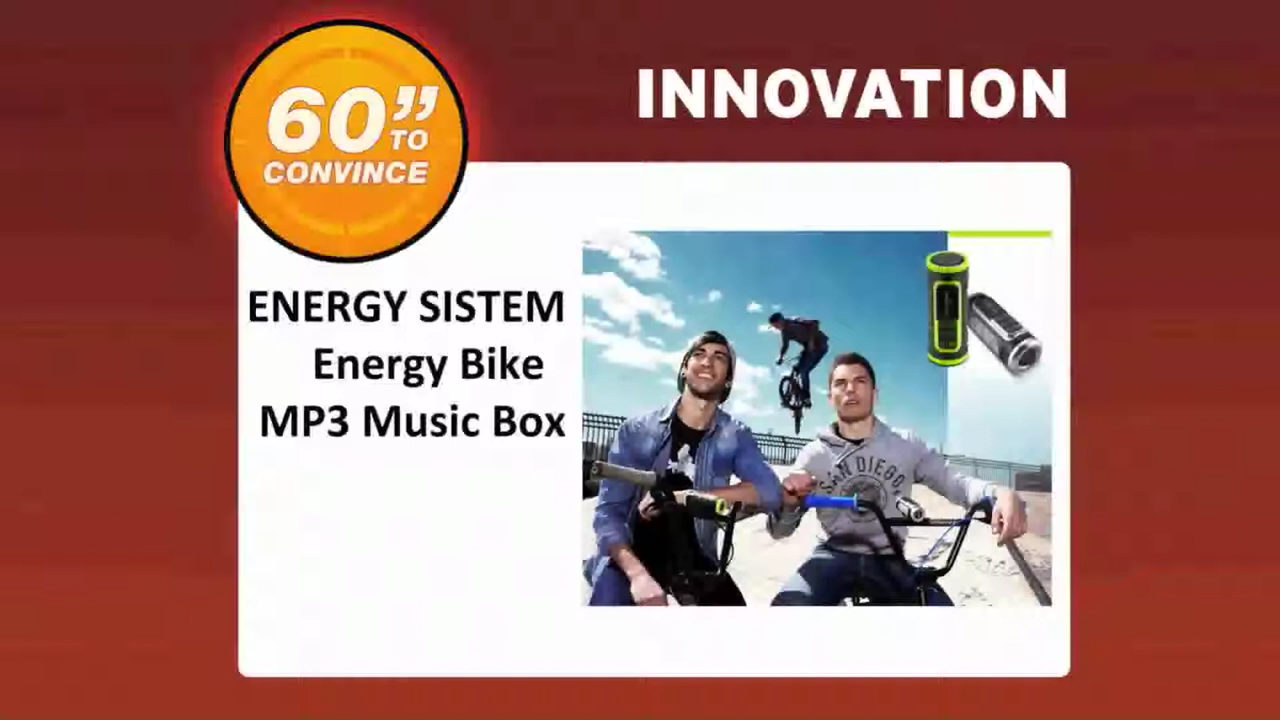 60”
TO
CONVINCE
INNOVATION
ENERGY SISTEM
Energy Bike
MP3 Music Box
SAN DIEGO